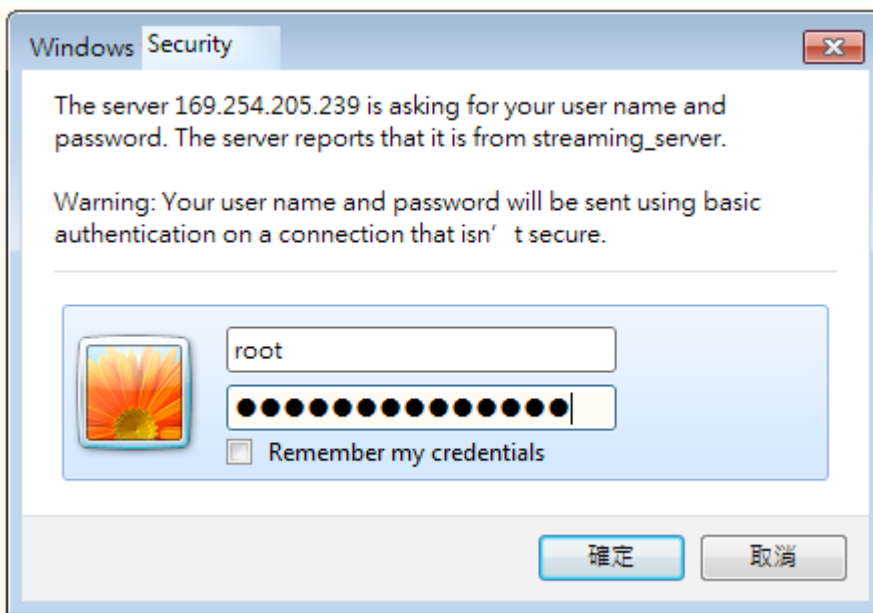 Windows Security
The server 169.254.205.239 is asking for your user name and
password. The server reports that it is from streaming_server.
Warning: Your user name and password will be sent using basic
authentication on a connection that isn’t secure.
root
●●●●●●●●●●●●●●
Remember my credentials
確定
取消